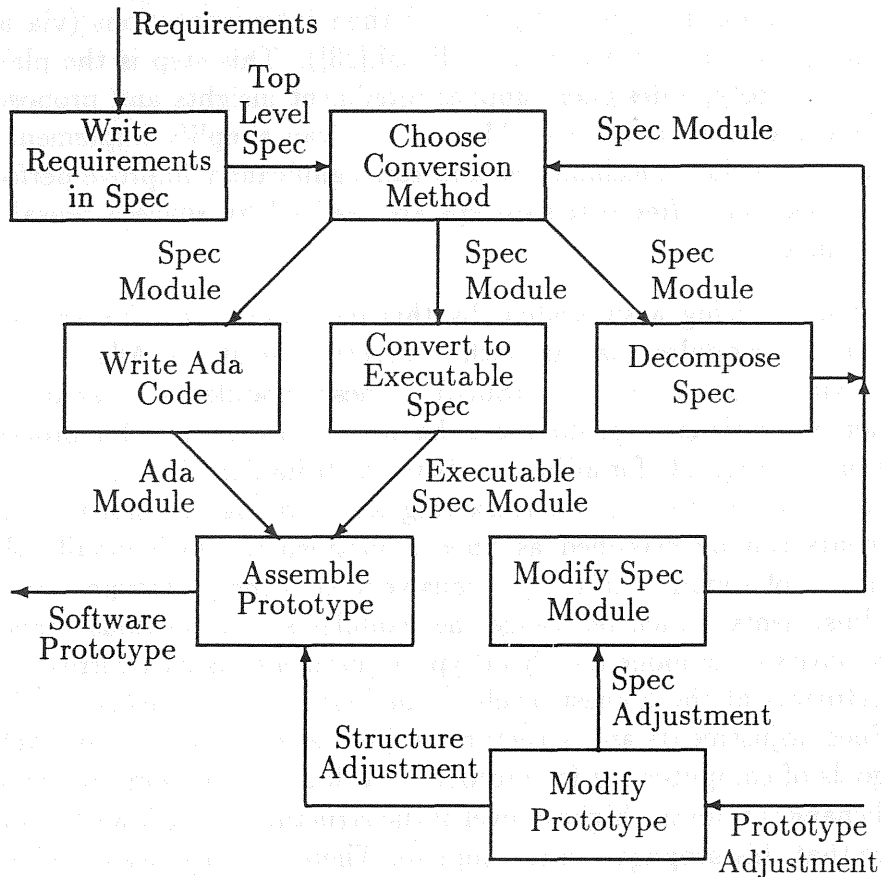 Requirements
Top
Level
Spec
Write
Requirements
in Spec
Choose
Conversion
Method
Spec Module
Spec
Module
Spec
Module
Spec
Module
Write Ada
Code
Convert to
Executable
Spec
Decompose
Spec
Ada
Module
Executable
Spec Module
Assemble
Prototype
Modify Spec
Module
Software
Prototype
Spec
Adjustment
Structure
Adjustment
Modify
Prototype
Prototype
Adjustment